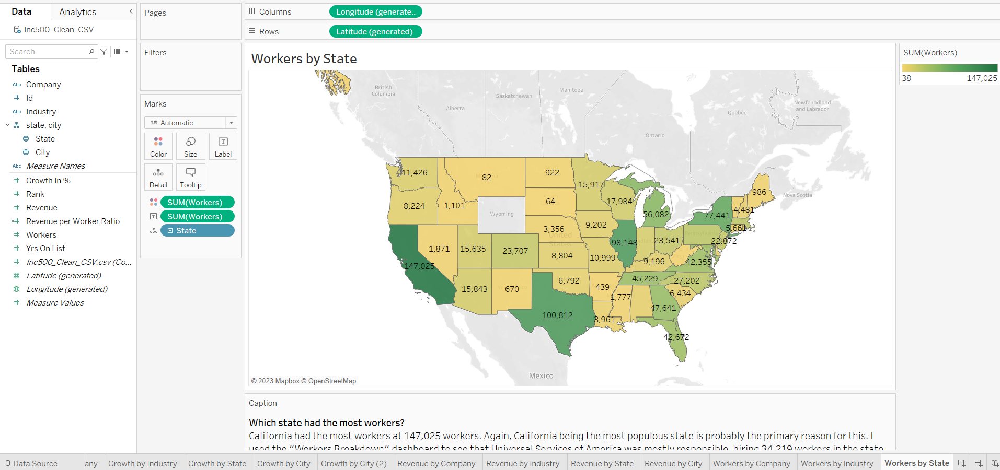 Data
Analytics
Inc500_Clean_CSV
Search
Tables
Abc Company
# Id
Abc Industry
state, city
State
City
Abc Measure Names
# Growth In %
# Rank
# Revenue
=# Revenue per Worker Ratio
# Workers
# Yrs On List
# Inc500_Clean_CSV.csv (Co...
Latitude (generated)
Longitude (generated)
# Measure Values
Pages
Filters
Marks
Automatic
Color
Size
T
Label
Detail
Tooltip
SUM(Workers)
T SUM(Workers)
State
Columns
Longitude (generate..
Rows
Latitude (generated)
Workers by State
British
Columbia
Alberta
Saskatchewan
Manitoba
Ontario
Quebec
Newfoundland
and Labrador
Nova Scotia
11,426
82
922
15,917
986
8,224
1,101
Wyoming
64
17,984
56,082
77,441
4,481
9,202
5,661
3,356
United
States
98,148
23,541
22,872
1,871
15,635
23,707
8,804
10,999
9,196
42,355
147,025
45,229
27,202
15,843
670
6,792
439
6,434
1,777
47,641
100,812
3,961
42,672
Mexico
© 2023 Mapbox © OpenStreetMap
SUM(Workers)
38
147,025
Caption
Which state had the most workers?
California had the most workers at 147,025 workers. Again, California being the most populous state is probably the primary reason for this. I
used the "Workers Breakdown" dashboard to see that Universal Services of America was mostly responsible, hiring 34,219 workers in the state
Data Source
any
Growth by Industry
Growth by State
Growth by City
Growth by City (2)
Revenue by Company
Revenue by Industry
Revenue by State
Revenue by City
Workers by Company
Workers by Industry
Workers by State